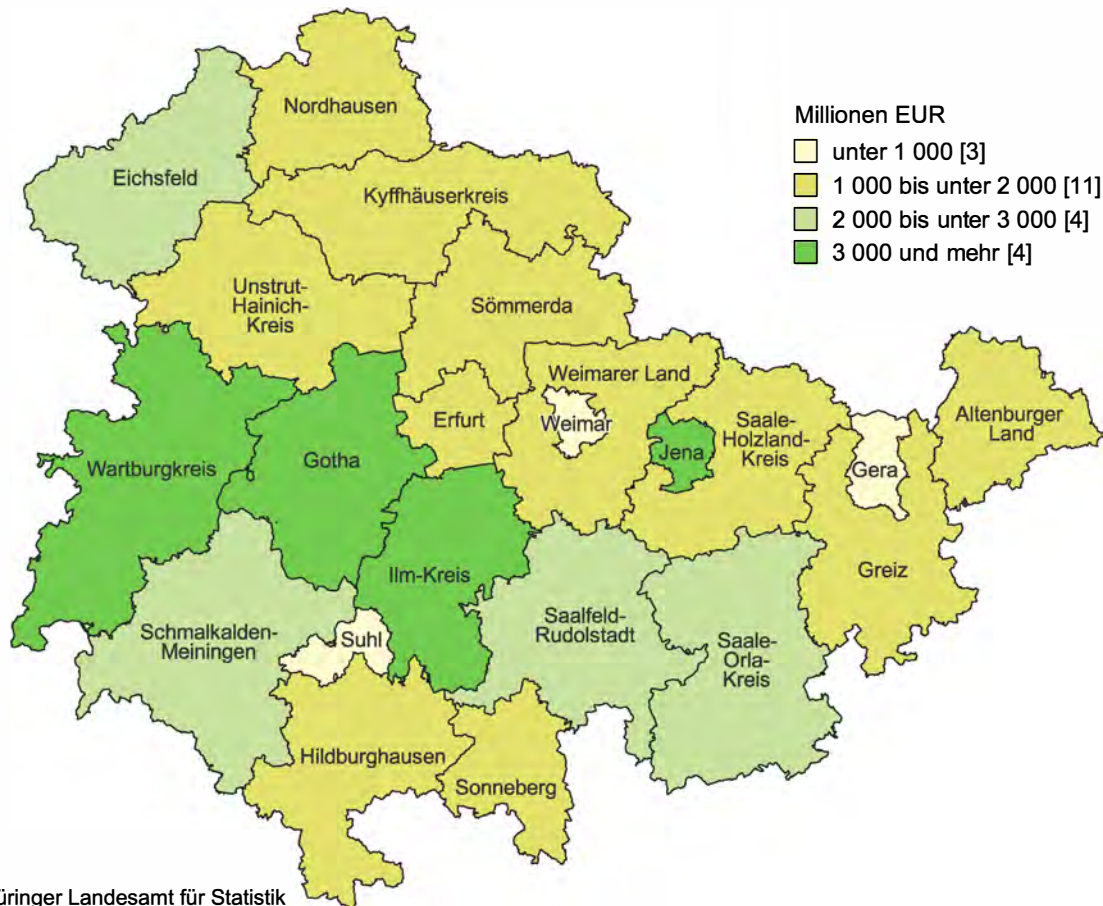 Nordhausen
Millionen EUR
unter 1 000 [3]
1 000 bis unter 2 000 [11]
2 000 bis unter 3 000 [4]
3 000 und mehr [4]
Eichsfeld
Kyffhäuserkreis
Unstrut-
Hainich-
Kreis
Sömmerda
Weimarer Land
Altenburger
Land
Erfurt
Weimar
Saale-
Holzland-
Kreis
Jena
Gera
Wartburgkreis
Gotha
Ilm-Kreis
Greiz
Schmalkalden-
Meiningen
Suhl
Saalfeld-
Rudolstadt
Saale-
Orla-
Kreis
Hildburghausen
Sonneberg
üringer Landesamt für Statistik